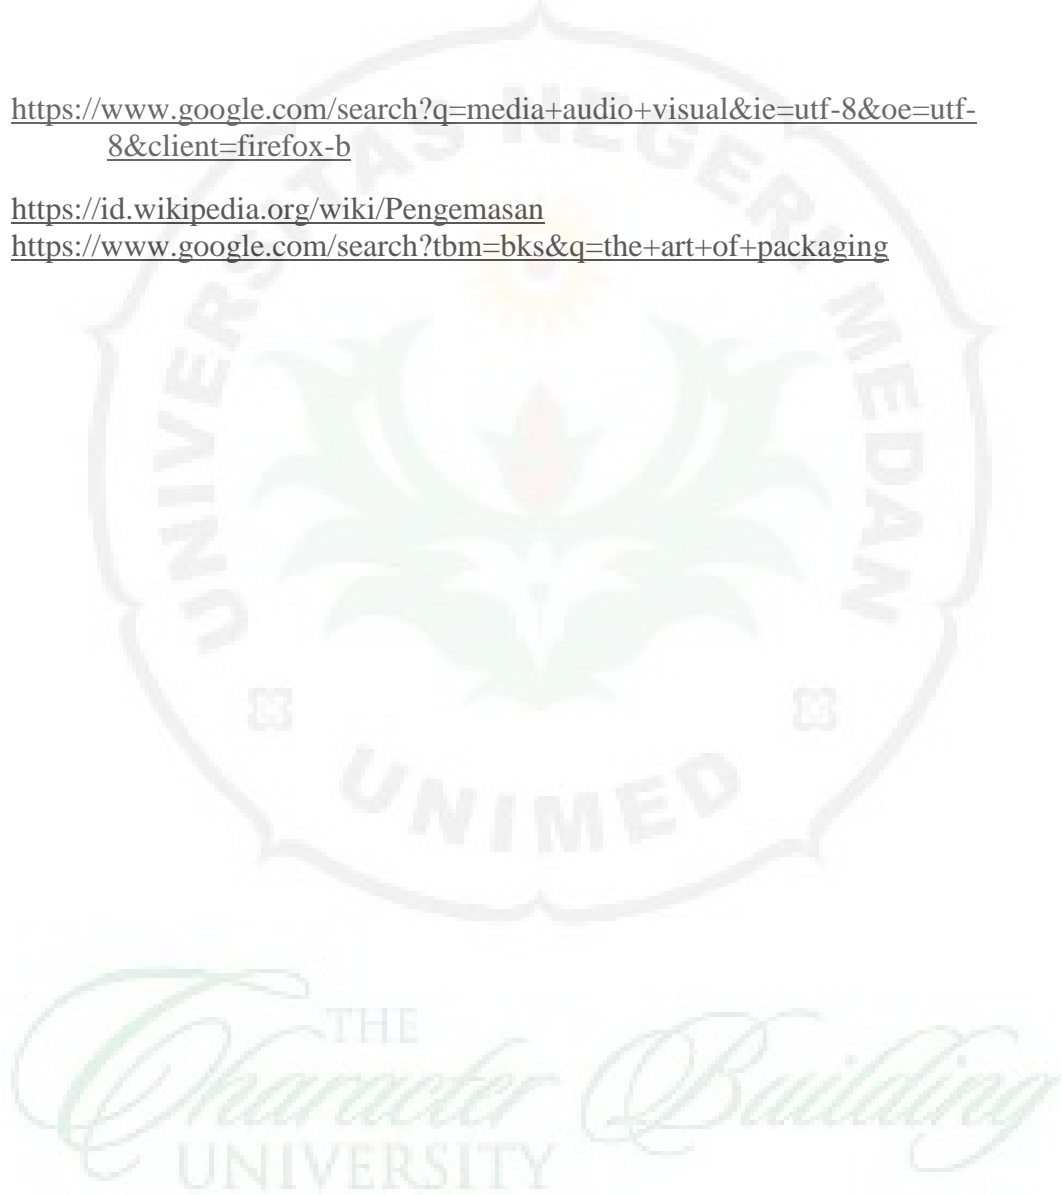 https://www.google.com/search?q=media+audio+visual&ie=utf-8&oe=utf-
8&client=firefox-b
https://id.wikipedia.org/wiki/Pengemasan
https://www.google.com/search?tbm=bks&q=the+art+of+packaging
UNIVERSITAS NEGERI MEDAN
UNIMED
THE
Character Building
UNIVERSITY